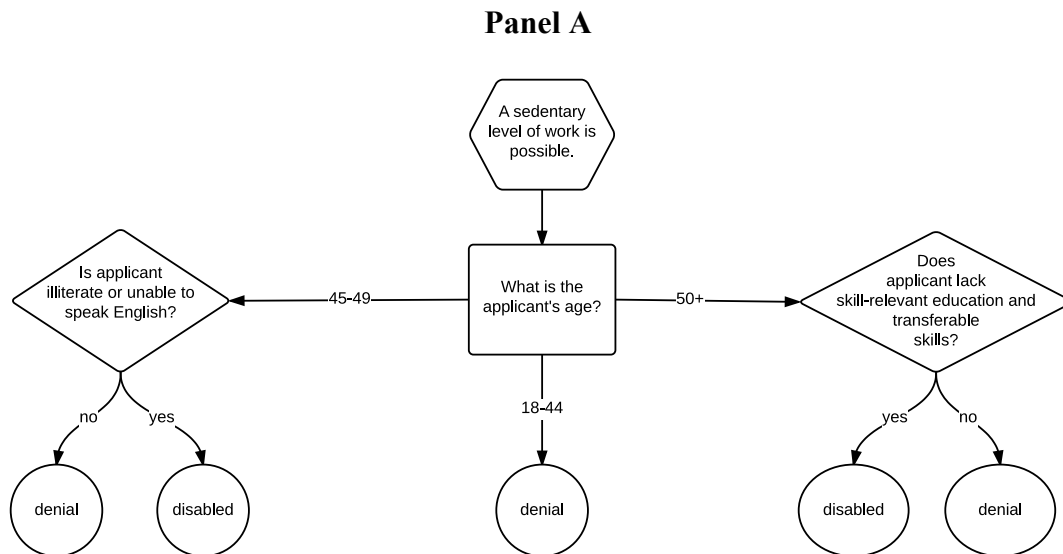 Panel A
A sedentary
level of work is
possible.
Is applicant
illiterate or unable to
speak English?
45-49
What is the
applicant's age?
50+
Does
applicant lack
skill-relevant education and
transferable
skills?
no
yes
18-44
yes
no
denial
disabled
denial
disabled
denial